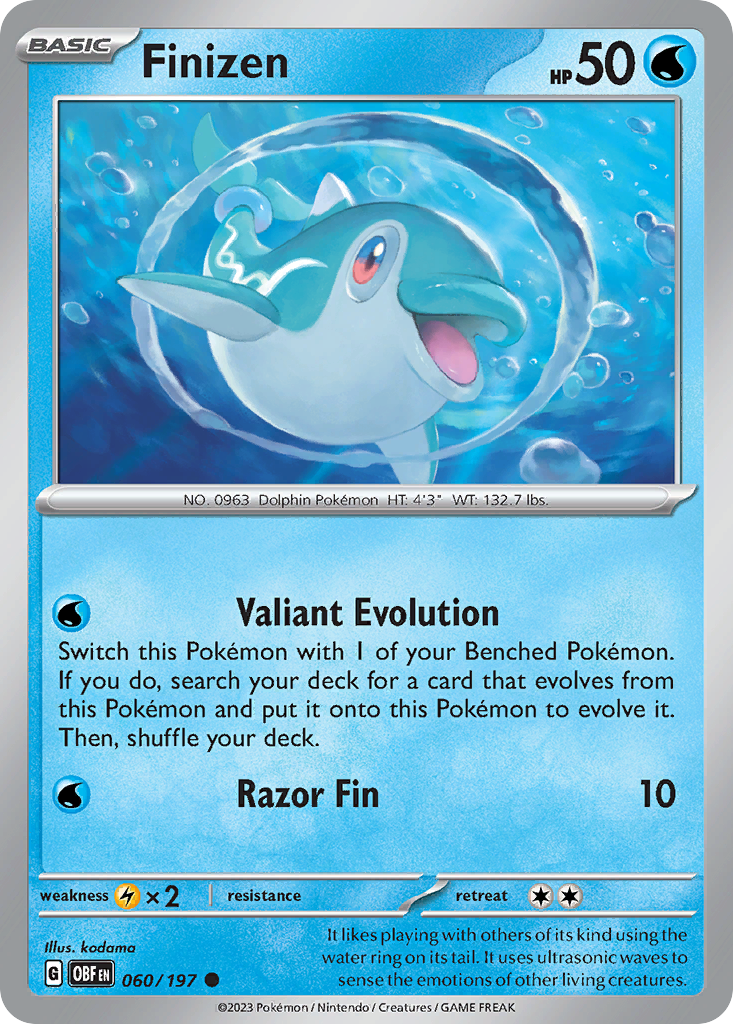 BASIC
Finizen
HP 50
NO. 0963 Dolphin Pokémon HT: 4'3" WT: 132.7 lbs.
Valiant Evolution
Switch this Pokémon with 1 of your Benched Pokémon.
If you do, search your deck for a card that evolves from
this Pokémon and put it onto this Pokémon to evolve it.
Then, shuffle your deck.
Razor Fin 10
weakness ×2 resistance retreat
Illus. kodama
It likes playing with others of its kind using the
water ring on its tail. It uses ultrasonic waves to
sense the emotions of other living creatures.
G OBF EN 060/197
©2023 Pokémon / Nintendo / Creatures / GAME FREAK